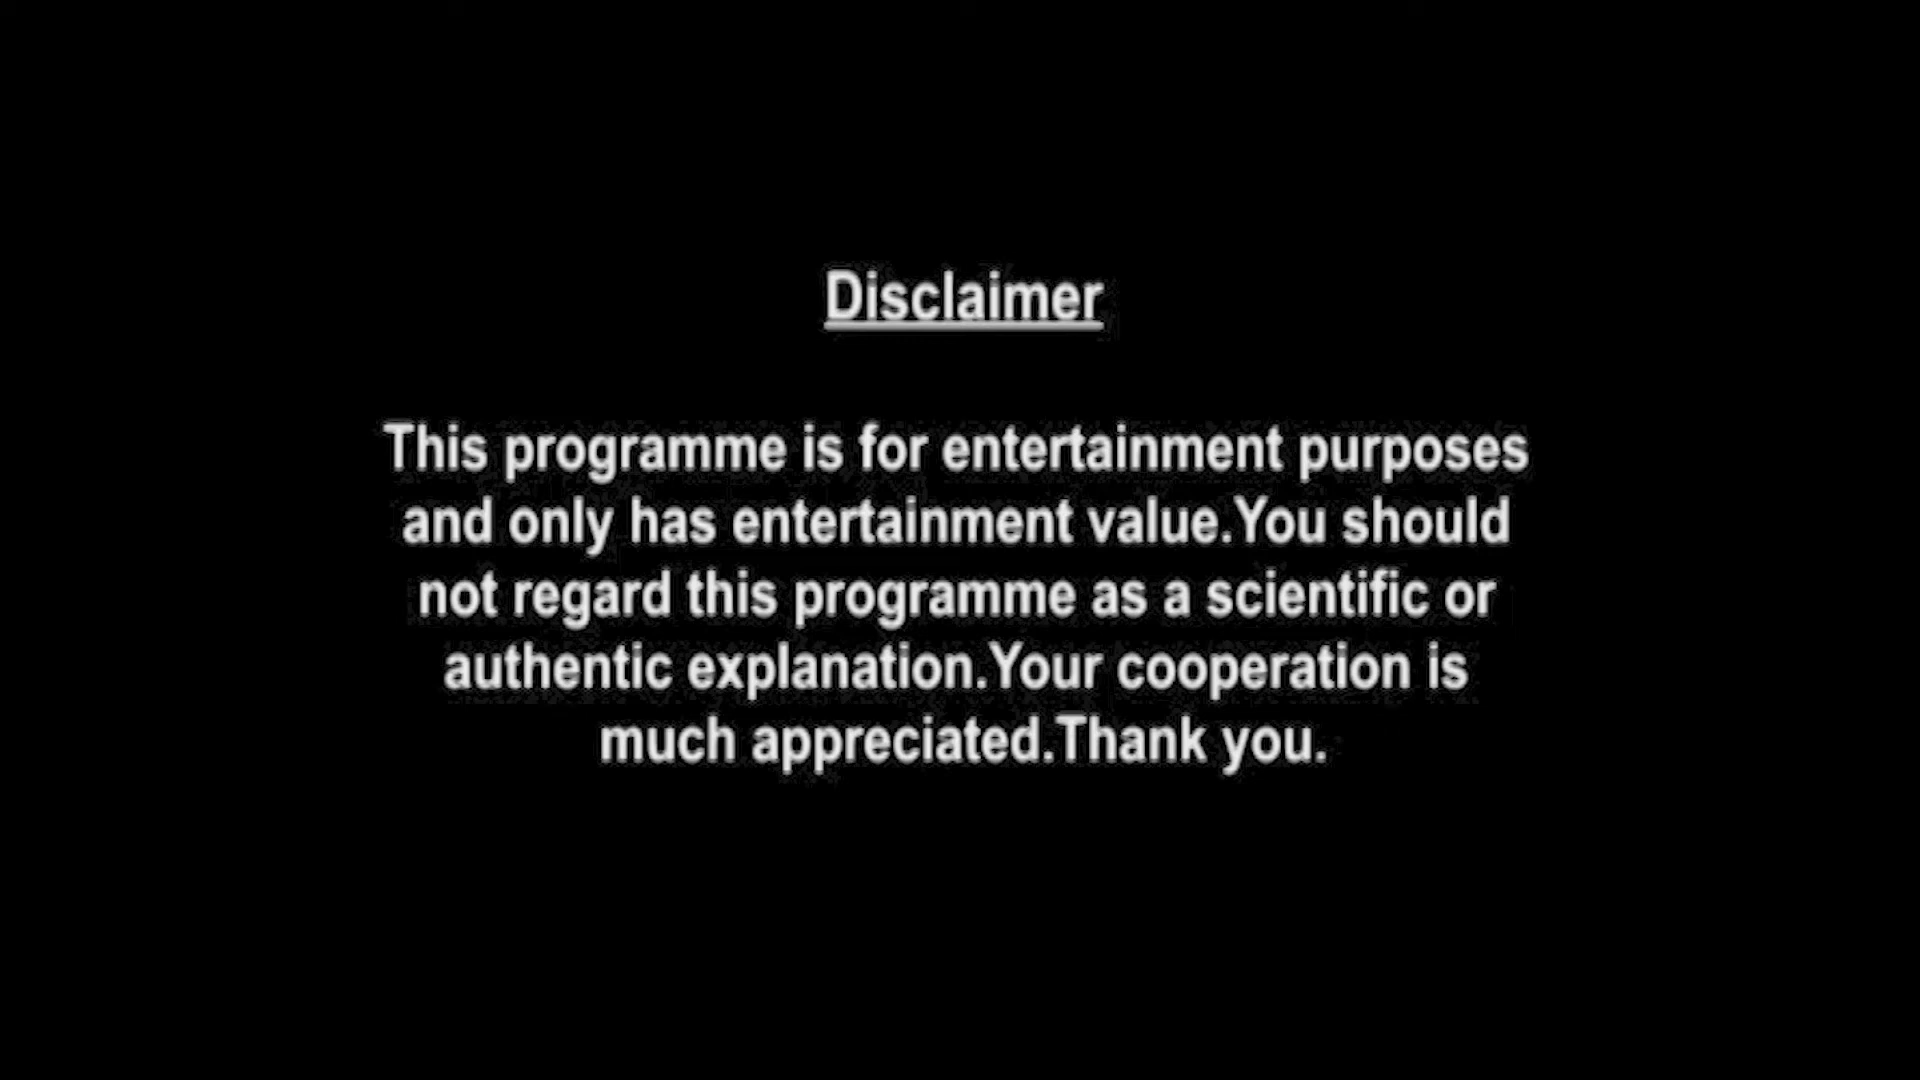 Disclaimer
This programme is for entertainment purposes
and only has entertainment value.You should
not regard this programme as a scientific or
authentic explanation.Your cooperation is
much appreciated.Thank you.